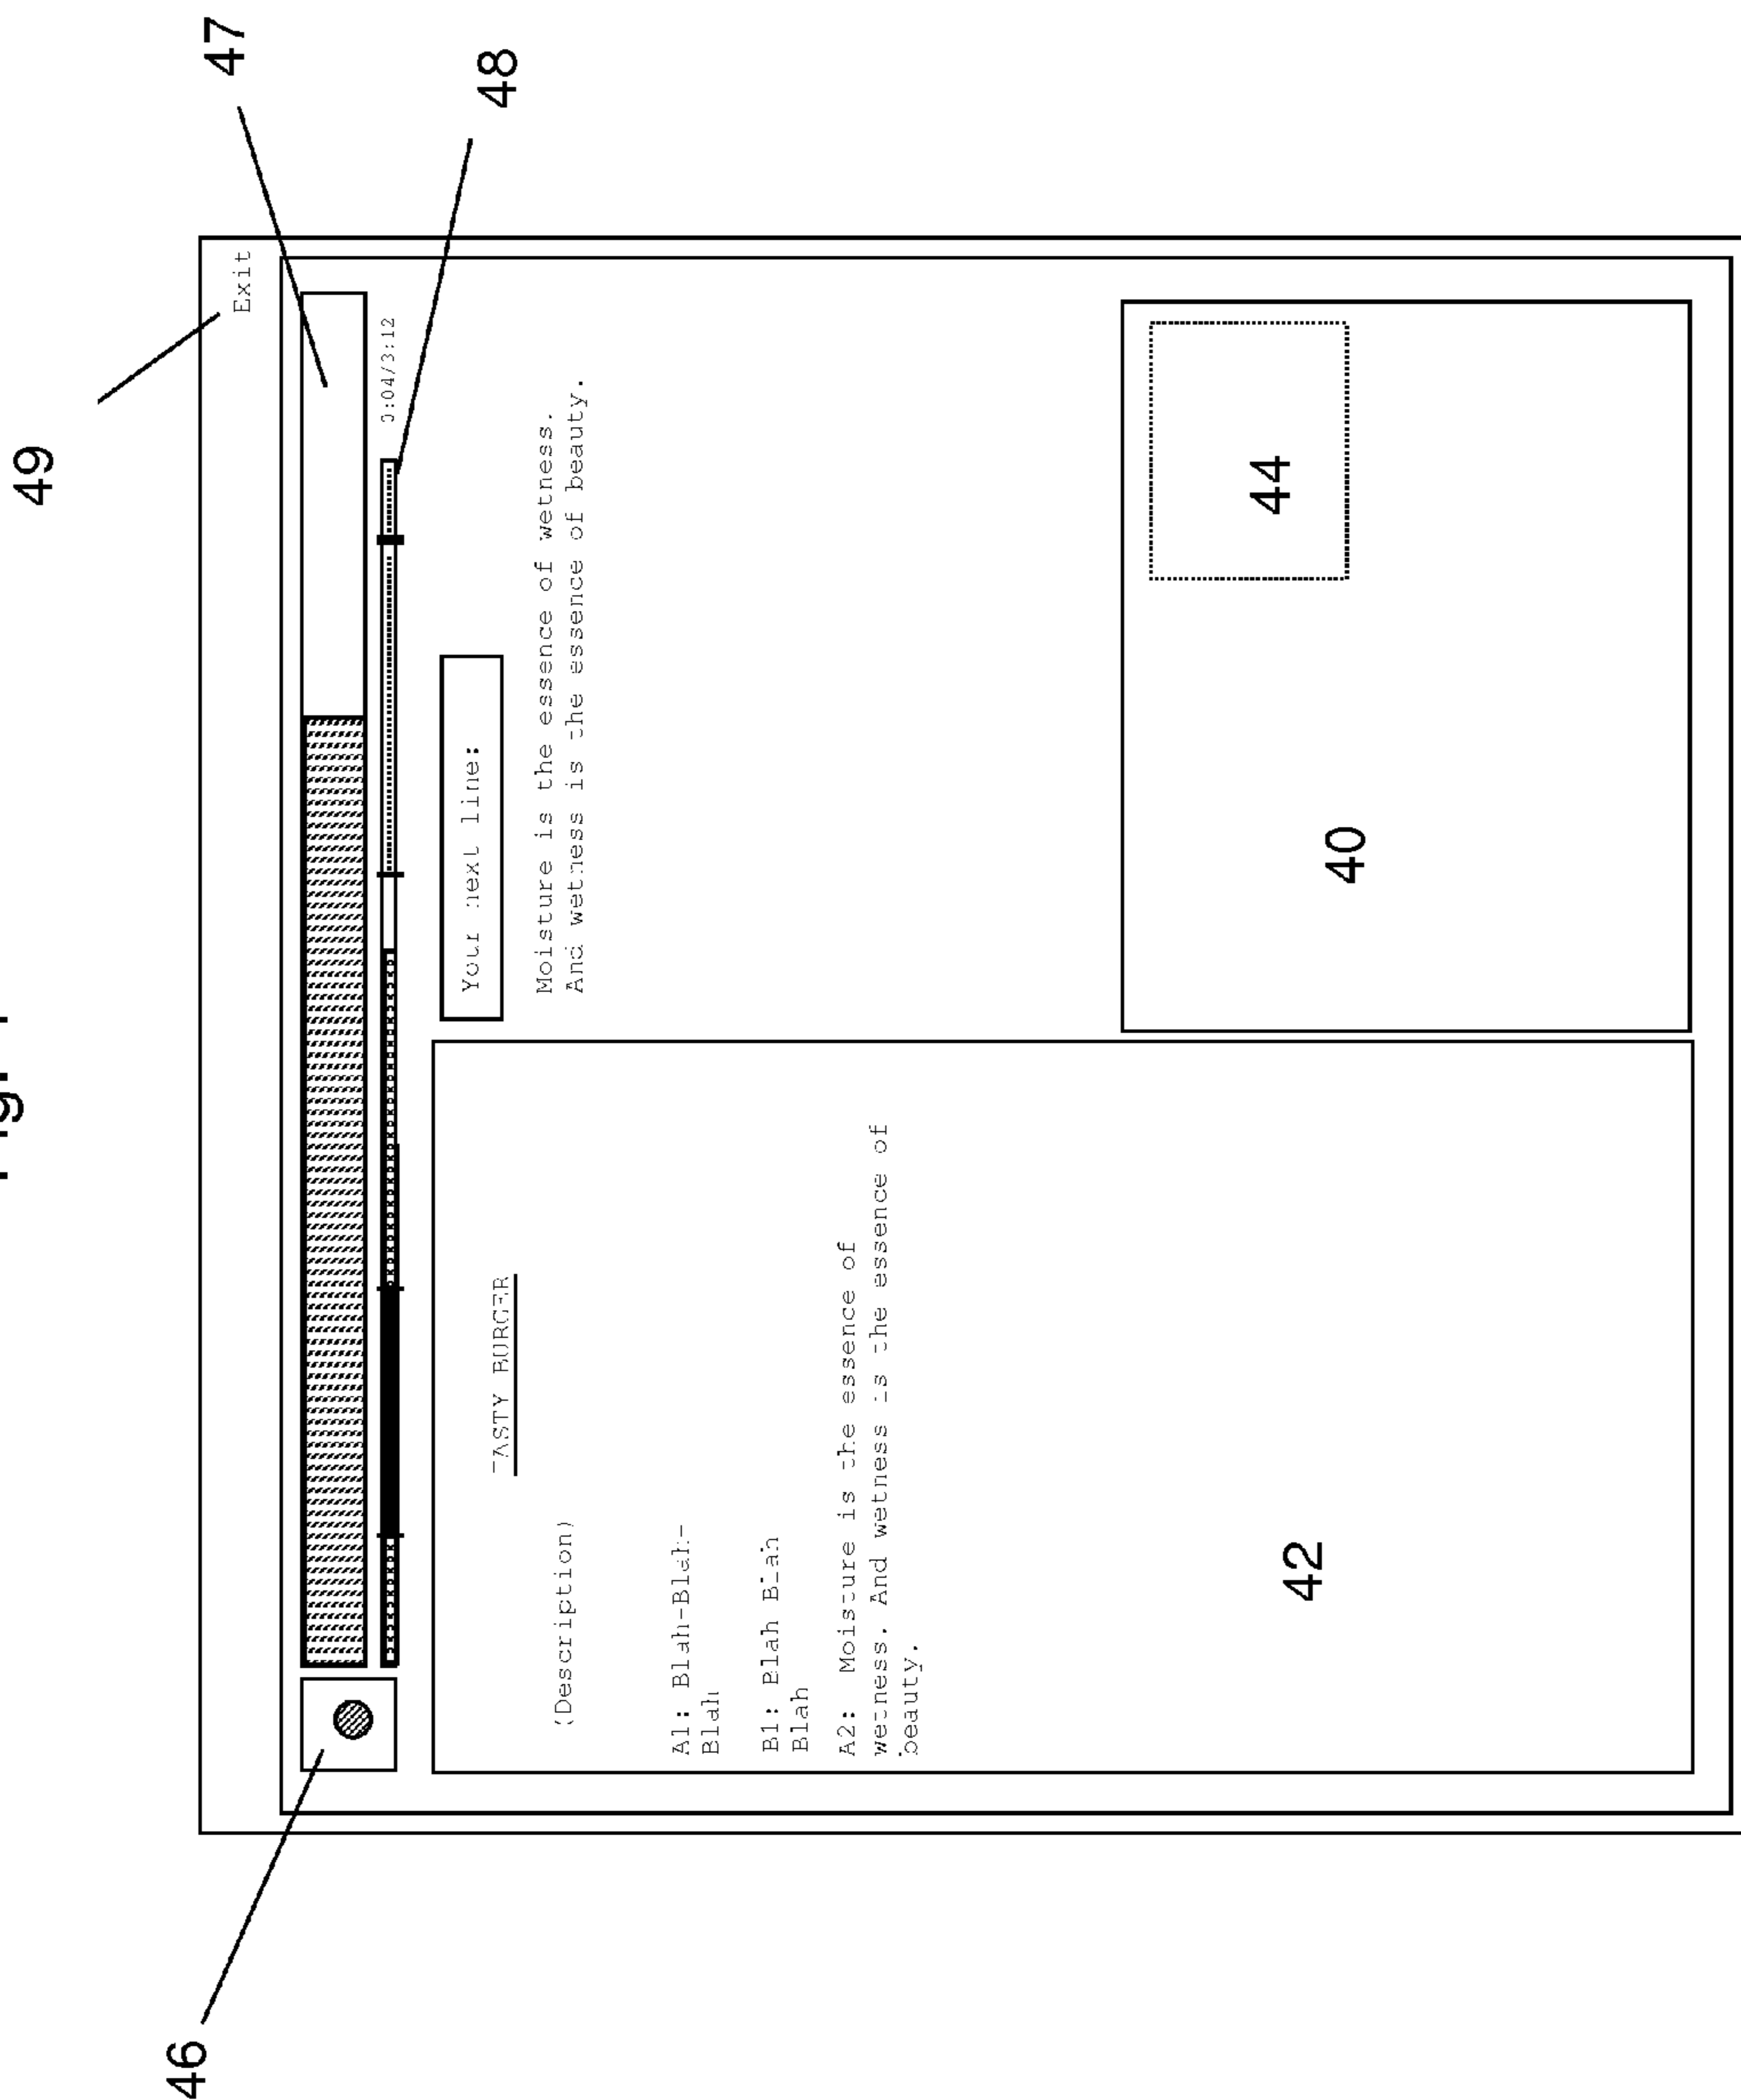 49
47
Exit
46
48
0:04/3:12
Your next line:
Moisture is the essence of wetness.
And wetness is the essence of beauty.
TASTY BURGER
(Description)
A1: Blah-Blah-
Blah
B1: Blah Blah
Blah
A2: Moisture is the essence of
wetness. And wetness is the essence of
beauty.
42
40
44